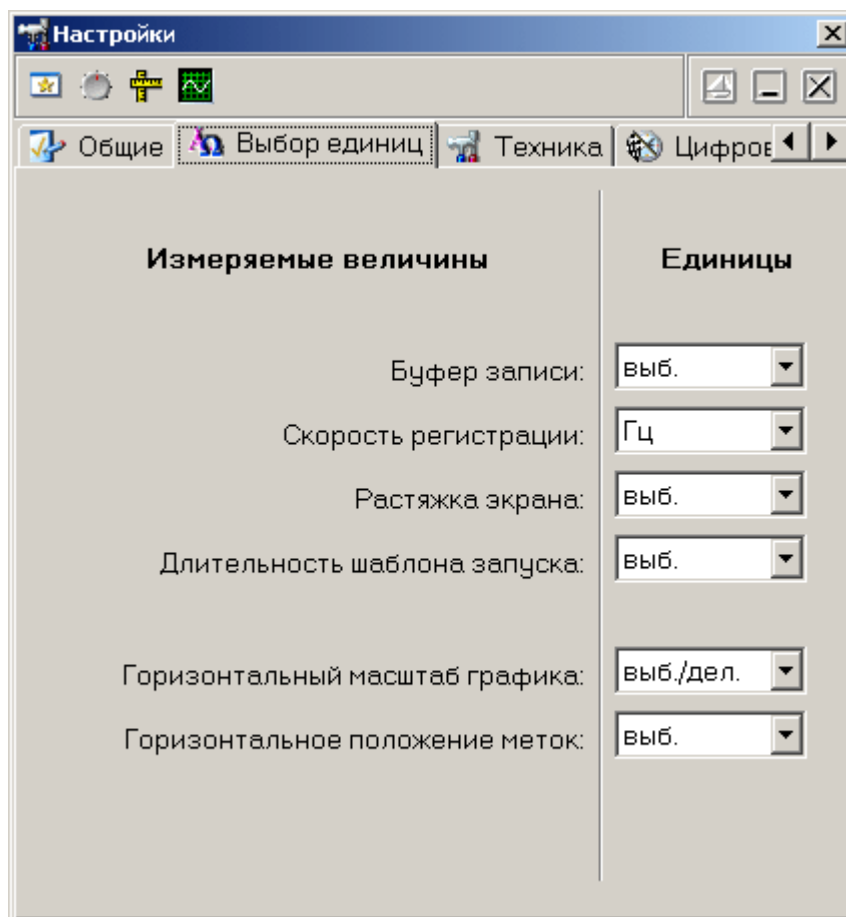 Настройки
Общие Выбор единиц Техника Цифров
Измеряемые величины Единицы
Буфер записи: выб.
Скорость регистрации: Гц
Растяжка экрана: выб.
Длительность шаблона запуска: выб.
Горизонтальный масштаб графика: выб./дел.
Горизонтальное положение меток: выб.